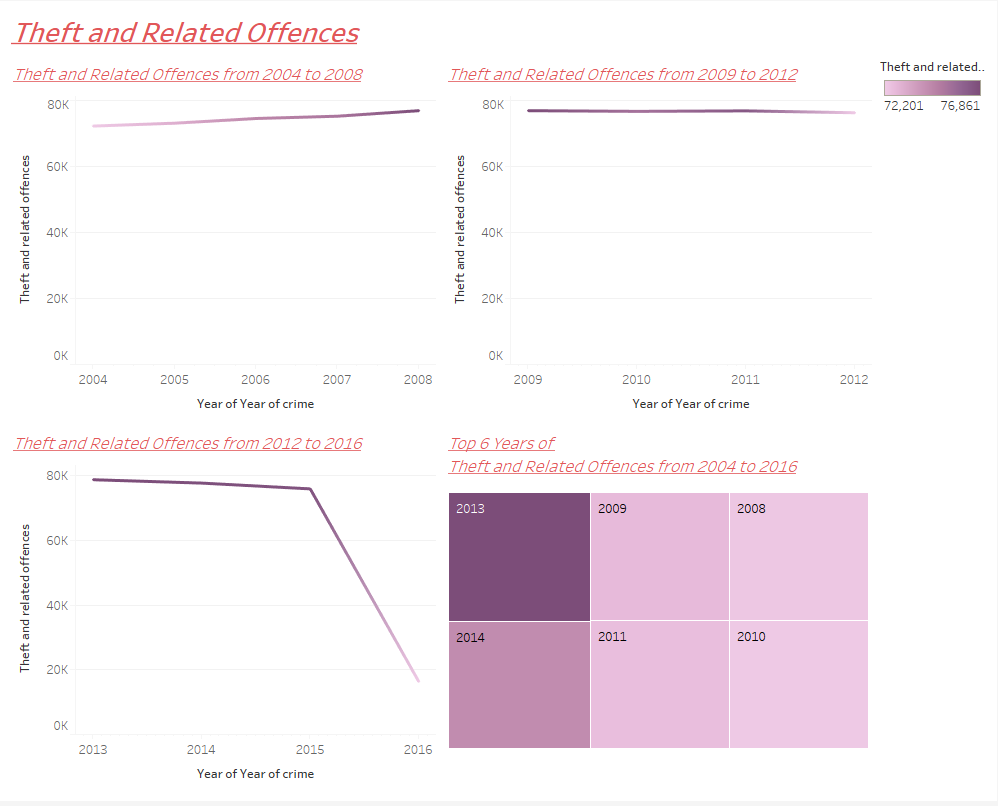 Theft and Related Offences
Theft and Related Offences from 2004 to 2008
80K
60K
40K
20K
0K
Theft and related offences
2004 2005 2006 2007 2008
Year of Year of crime
Theft and Related Offences from 2009 to 2012
80K
60K
40K
20K
0K
Theft and related offences
2009 2010 2011 2012
Year of Year of crime
Theft and related..
72,201 76,861
Theft and Related Offences from 2012 to 2016
80K
60K
40K
20K
0K
Theft and related offences
2013 2014 2015 2016
Year of Year of crime
Top 6 Years of
Theft and Related Offences from 2004 to 2016
2013 2009 2008
2014 2011 2010